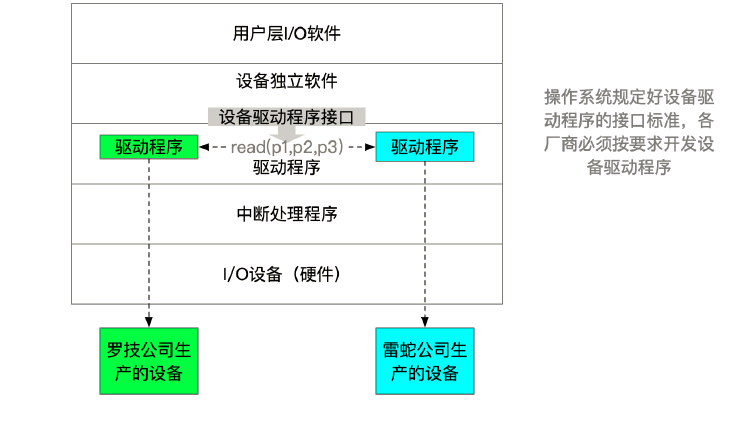 用户层I/O软件
设备独立软件
设备驱动程序接口
驱动程序
read(p1,p2,p3)
驱动程序
驱动程序
中断处理程序
I/O设备（硬件）
罗技公司生
产的设备
雷蛇公司生
产的设备
操作系统规定好设备驱
动程序的接口标准，各
厂商必须按要求开发设
备驱动程序